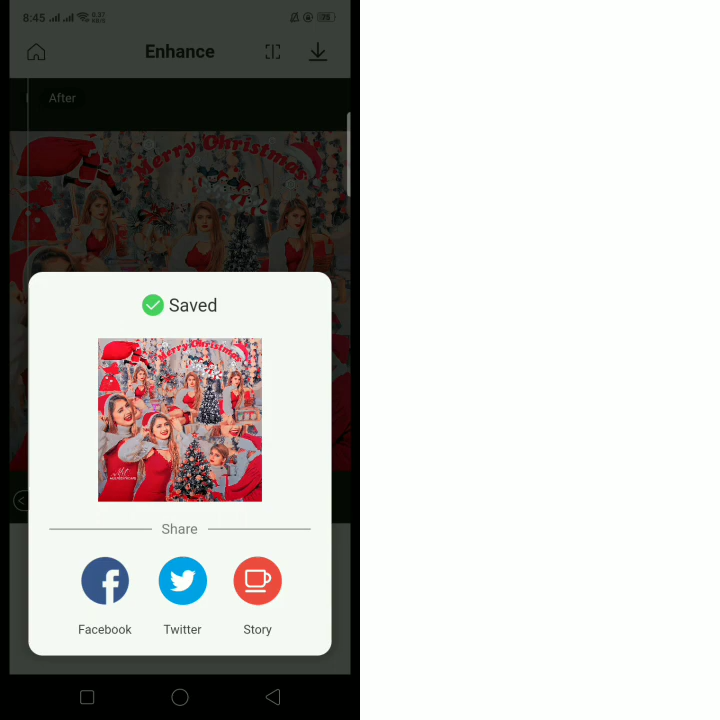 8:45
Enhance
After
Merry Christmas
Saved
Merry Christmas
Share
Facebook
Twitter
Story